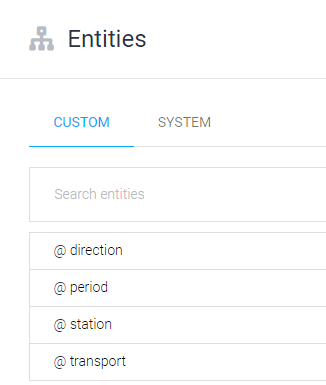 Entities
CUSTOM SYSTEM
Search entities
@ direction
@ period
@ station
@ transport